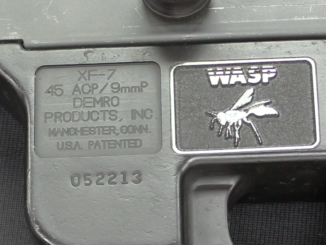 XF-7
45 ACP/9mmP
DEMRO
PRODUCTS, INC
MANCHESTER, CONN.
U.S.A. PATENTED
052213
WASP